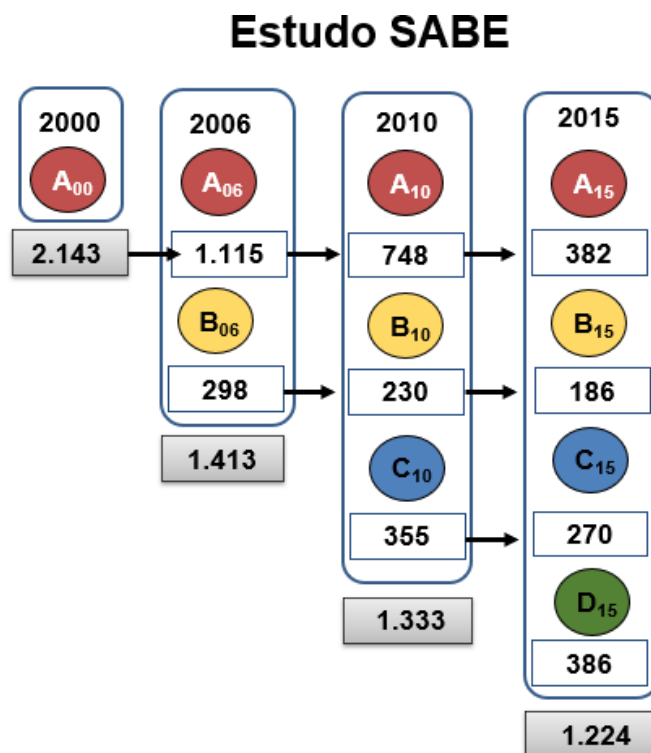 Estudo SABE
2000 2006 2010 2015
A00 A06 A10 A15
2.143 1.115 748 382
B06 B10 B15
298 230 186
1.413 C10 C15
355 270
1.333 D15
386
1.224